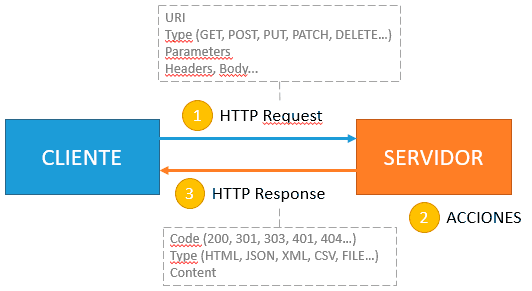 URI
Type (GET, POST, PUT, PATCH, DELETE...)
Parameters
Headers, Body...
1 HTTP Request
CLIENTE
SERVIDOR
3 HTTP Response
2 ACCIONES
Code (200, 301, 303, 401, 404...)
Type (HTML, JSON, XML, CSV, FILE...)
Content